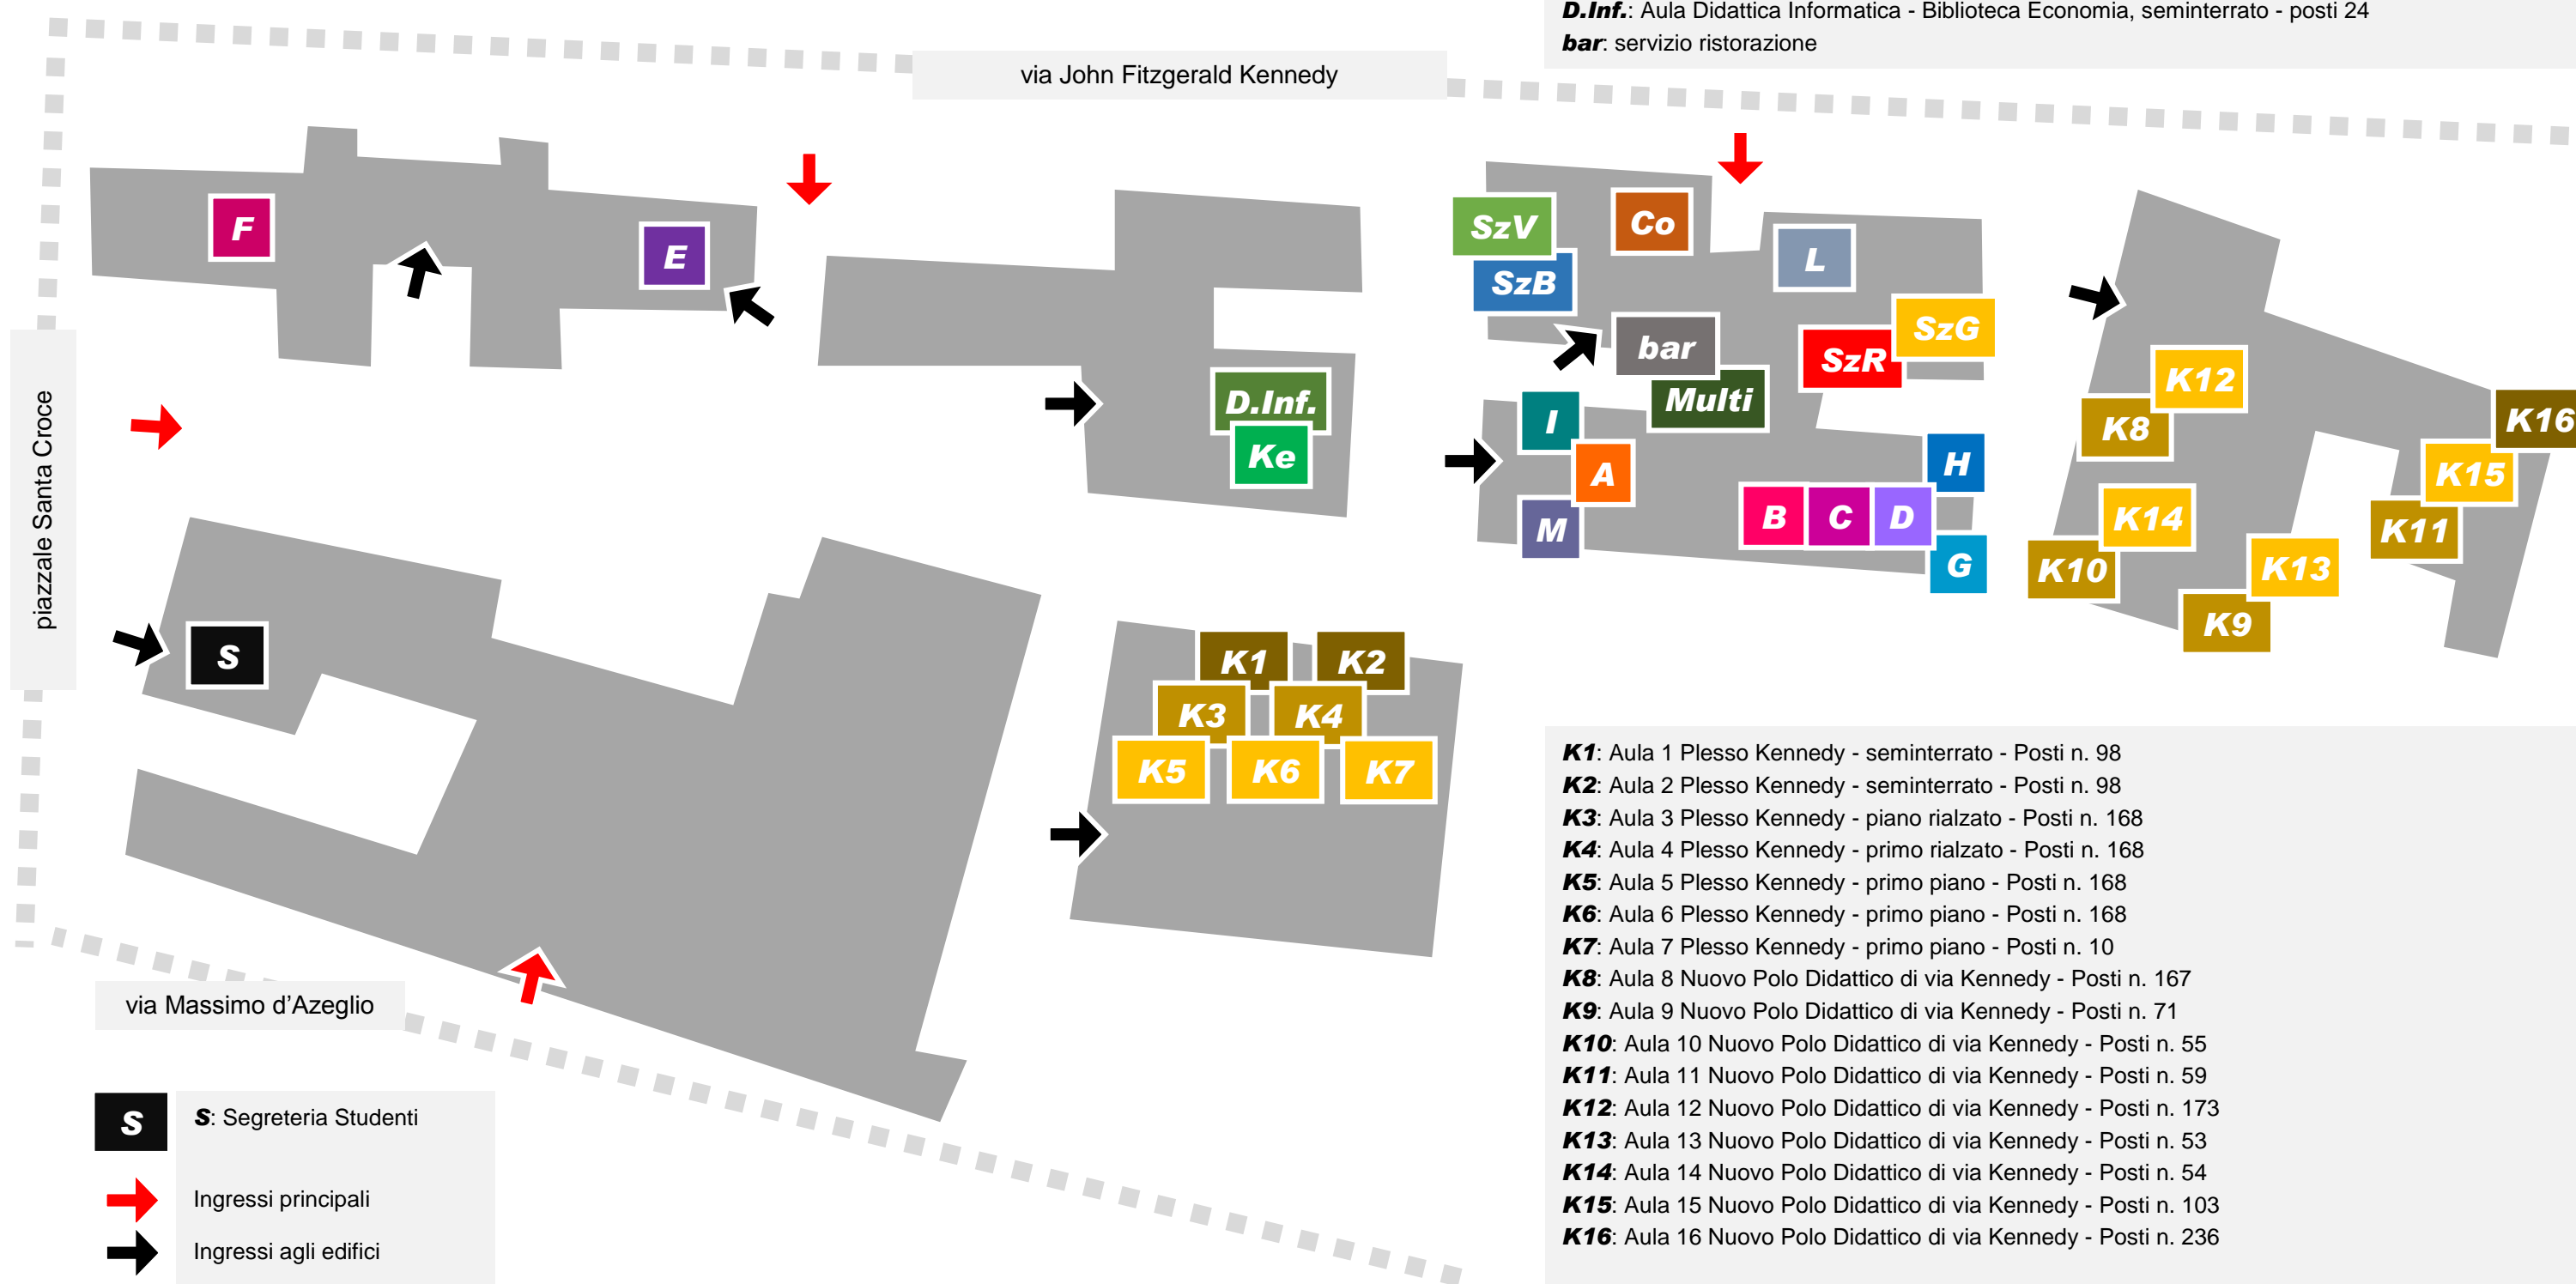 D.Inf.: Aula Didattica Informatica - Biblioteca Economia, seminterrato - posti 24
bar: servizio ristorazione
via John Fitzgerald Kennedy
piazzale Santa Croce
F
E
SzV
Co
SzB
L
SzG
bar
SzR
Multi
D.Inf.
Ke
I
A
M
H
B
C
D
G
K12
K8
K16
K15
K14
K11
K10
K13
K9
S
K1
K2
K3
K4
K5
K6
K7
via Massimo d’Azeglio
S
S: Segreteria Studenti
Ingressi principali
Ingressi agli edifici
K1: Aula 1 Plesso Kennedy - seminterrato - Posti n. 98
K2: Aula 2 Plesso Kennedy - seminterrato - Posti n. 98
K3: Aula 3 Plesso Kennedy - piano rialzato - Posti n. 168
K4: Aula 4 Plesso Kennedy - primo rialzato - Posti n. 168
K5: Aula 5 Plesso Kennedy - primo piano - Posti n. 168
K6: Aula 6 Plesso Kennedy - primo piano - Posti n. 168
K7: Aula 7 Plesso Kennedy - primo piano - Posti n. 10
K8: Aula 8 Nuovo Polo Didattico di via Kennedy - Posti n. 167
K9: Aula 9 Nuovo Polo Didattico di via Kennedy - Posti n. 71
K10: Aula 10 Nuovo Polo Didattico di via Kennedy - Posti n. 55
K11: Aula 11 Nuovo Polo Didattico di via Kennedy - Posti n. 59
K12: Aula 12 Nuovo Polo Didattico di via Kennedy - Posti n. 173
K13: Aula 13 Nuovo Polo Didattico di via Kennedy - Posti n. 53
K14: Aula 14 Nuovo Polo Didattico di via Kennedy - Posti n. 54
K15: Aula 15 Nuovo Polo Didattico di via Kennedy - Posti n. 103
K16: Aula 16 Nuovo Polo Didattico di via Kennedy - Posti n. 236